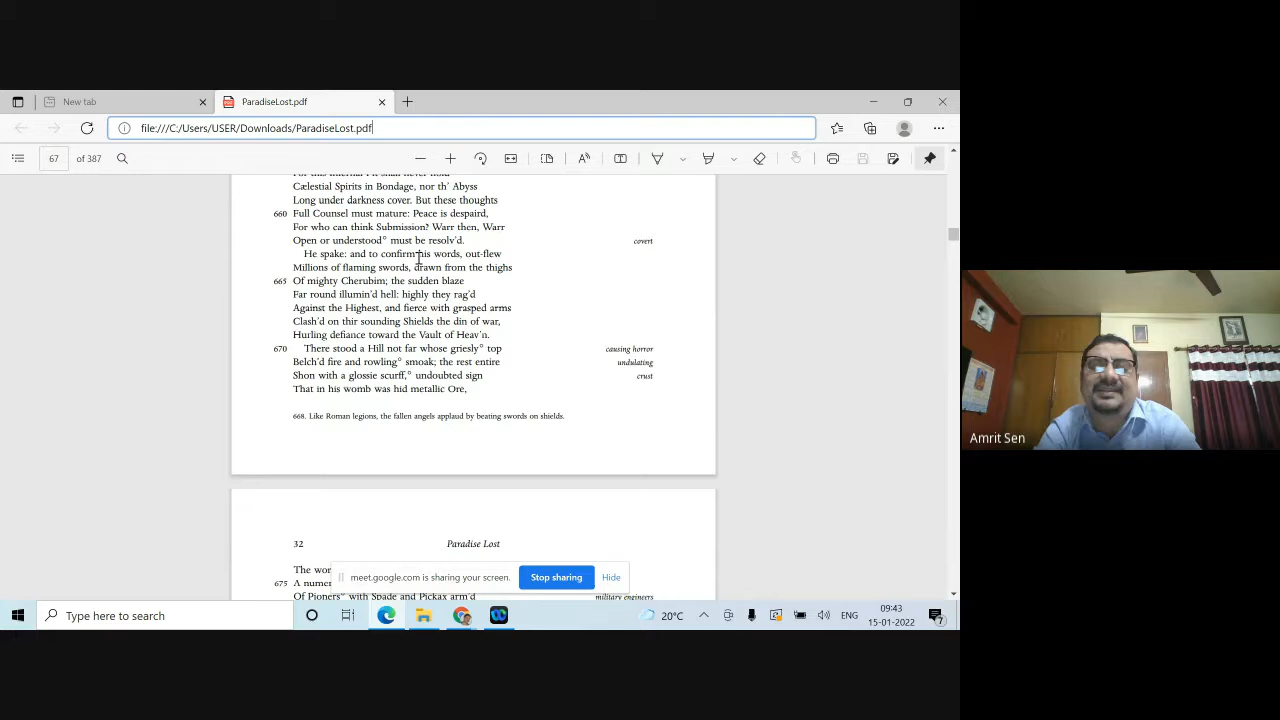 New tab
ParadiseLost.pdf
file:///C:/Users/USER/Downloads/ParadiseLost.pdf
67 of 387
Cælestial Spirits in Bondage, nor th' Abyss
Long under darkness cover. But these thoughts
660 Full Counsel must mature: Peace is despaird,
For who can think Submission? Warr then, Warr
Open or understood° must be resolv'd. covert
He spake: and to confirm his words, out-flew
Millions of flaming swords, drawn from the thighs
665 Of mighty Cherubim; the sudden blaze
Far round illumin'd hell: highly they rag'd
Against the Highest, and fierce with grasped arms
Clash'd on thir sounding Shields the din of war,
Hurling defiance toward the Vault of Heav'n.
670 There stood a Hill not far whose griesly° top causing horror
Belch'd fire and rowling° smoak; the rest entire undulating
Shon with a glossie scurff,° undoubted sign crust
That in his womb was hid metallic Ore,
668. Like Roman legions, the fallen angels applaud by beating swords on shields.
32 Paradise Lost
The
675 A
Of Pioners° with Spade and Pickax arm'd military engineers
meet.google.com is sharing your screen. Stop sharing Hide
Amrit Sen
Type here to search
20°C
ENG
09:43
15-01-2022
7